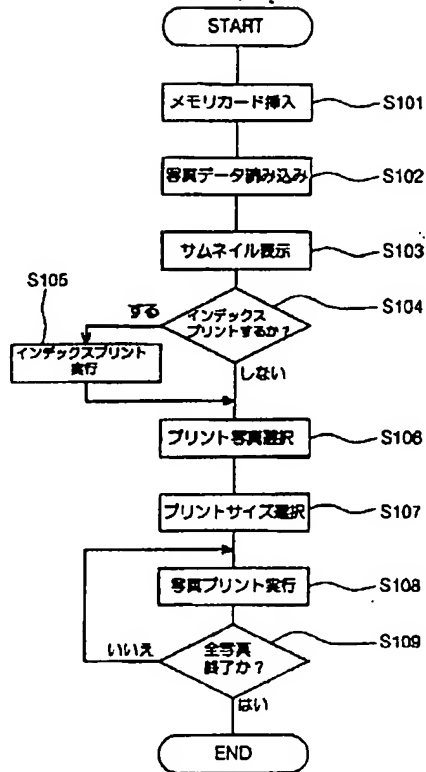 START
メモリカード挿入
S101
写真データ読み込み
S102
サムネイル表示
S103
S105
する
インデックス
プリントするか?
S104
インデックスプリント
実行
しない
プリント写真選択
S106
プリントサイズ選択
S107
写真プリント実行
S108
いいえ
全写真
終了か?
S109
はい
END